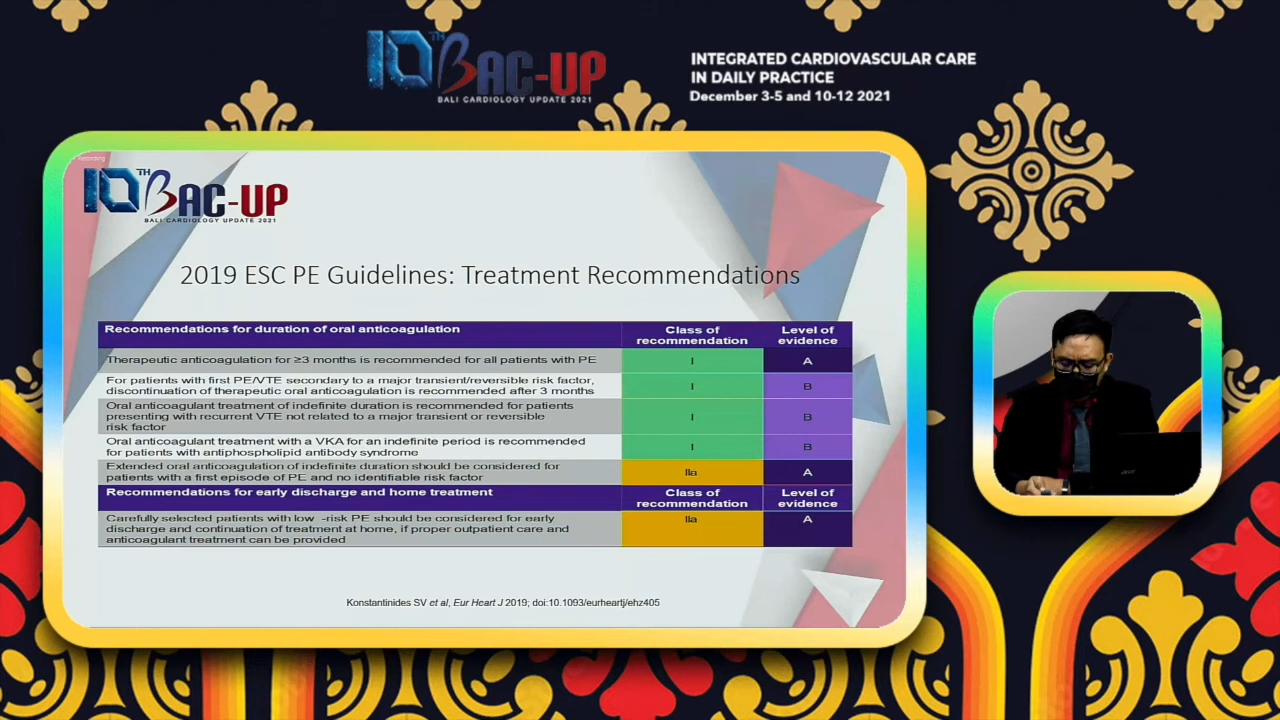 10TH BAC-UP
BALI CARDIOLOGY UPDATE 2021
INTEGRATED CARDIOVASCULAR CARE
IN DAILY PRACTICE
December 3-5 and 10-12 2021
Recording
10TH BAC-UP
BALI CARDIOLOGY UPDATE 2021
2019 ESC PE Guidelines: Treatment Recommendations
Recommendations for duration of oral anticoagulation
Class of
recommendation
Level of
evidence
Therapeutic anticoagulation for ≥3 months is recommended for all patients with PE
I
A
For patients with first PE/VTE secondary to a major transient/reversible risk factor,
discontinuation of therapeutic oral anticoagulation is recommended after 3 months
I
B
Oral anticoagulant treatment of indefinite duration is recommended for patients
presenting with recurrent VTE not related to a major transient or reversible
risk factor
I
B
Oral anticoagulant treatment with a VKA for an indefinite period is recommended
for patients with antiphospholipid antibody syndrome
I
B
Extended oral anticoagulation of indefinite duration should be considered for
patients with a first episode of PE and no identifiable risk factor
IIa
A
Recommendations for early discharge and home treatment
Class of
recommendation
Level of
evidence
Carefully selected patients with low -risk PE should be considered for early
discharge and continuation of treatment at home, if proper outpatient care and
anticoagulant treatment can be provided
IIa
A
Konstantinides SV et al, Eur Heart J 2019; doi:10.1093/eurheartj/ehz405
acer